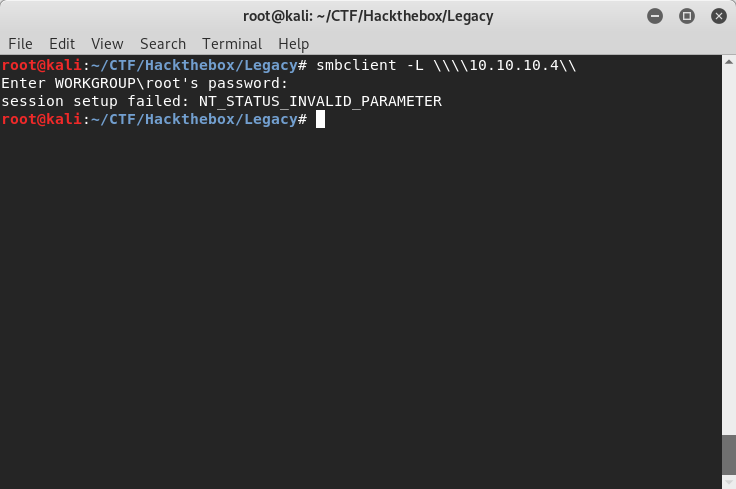 root@kali: ~/CTF/Hackthebox/Legacy
File Edit View Search Terminal Help
root@kali:~/CTF/Hackthebox/Legacy# smbclient -L \\\\10.10.10.4\\
Enter WORKGROUP\root's password:
session setup failed: NT_STATUS_INVALID_PARAMETER
root@kali:~/CTF/Hackthebox/Legacy#